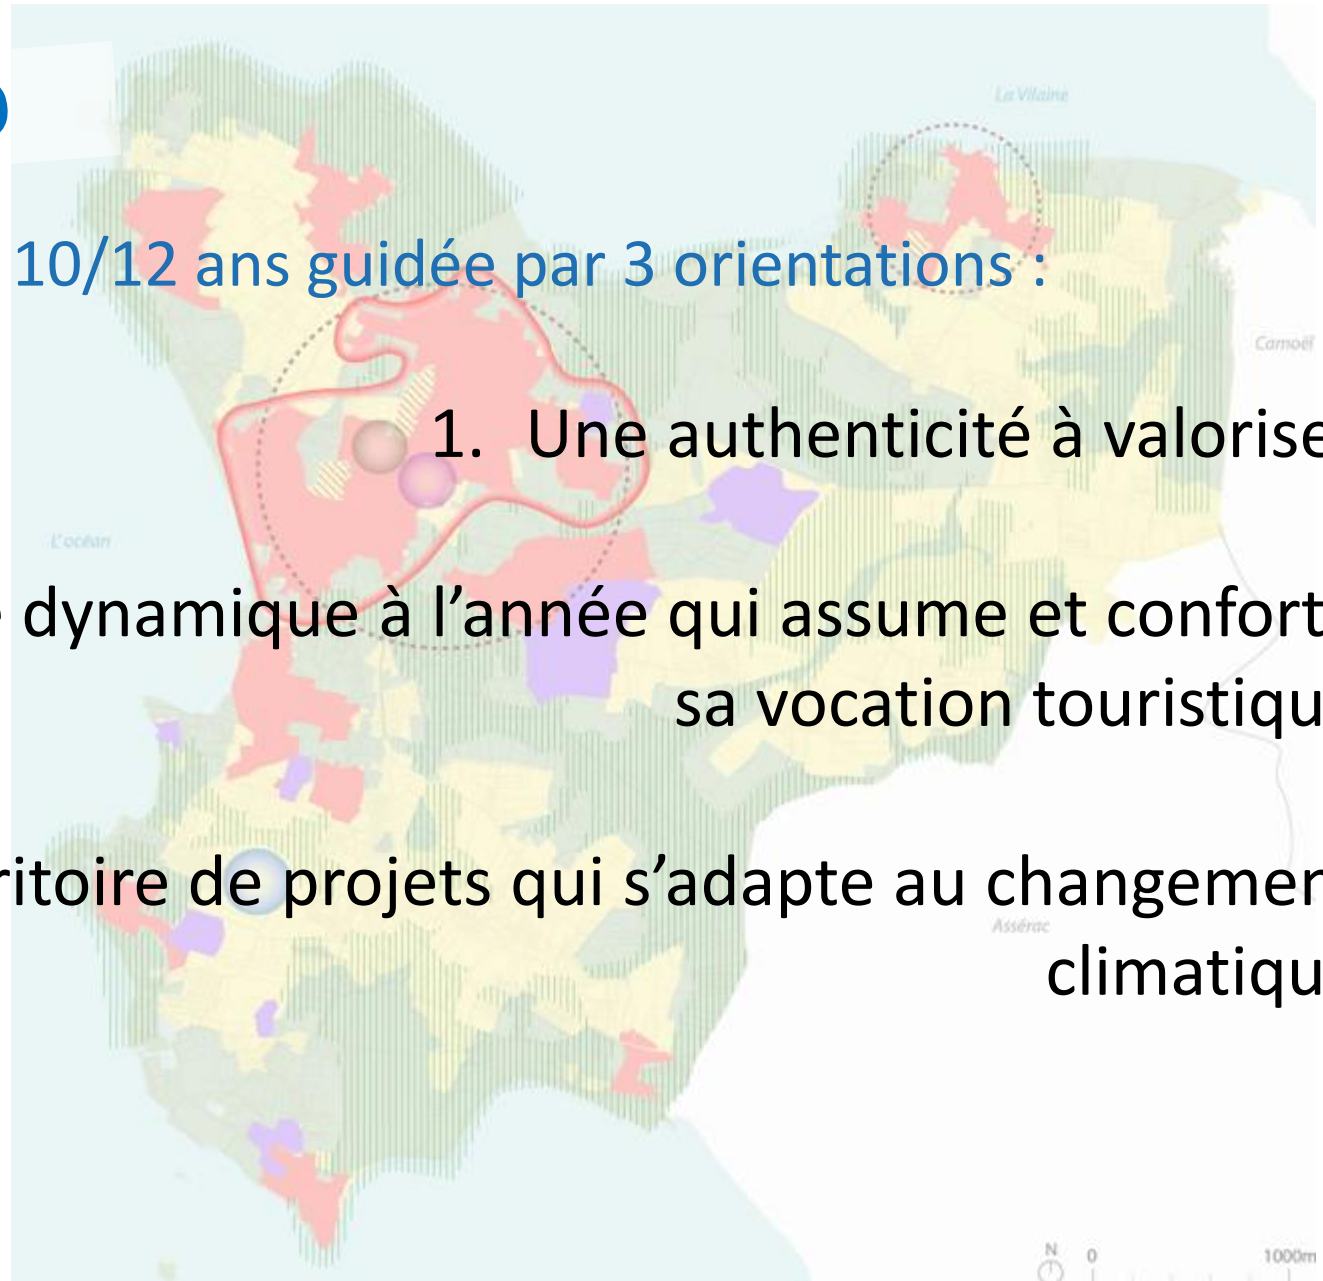 La Vilaine
10/12 ans guidée par 3 orientations :
Camoël
1. Une authenticité à valorise
L'océan
dynamique à l'année qui assume et confort
sa vocation touristiqu
ritoire de projets qui s'adapte au changemen
Assérac
climatiqu
N 0 1000m